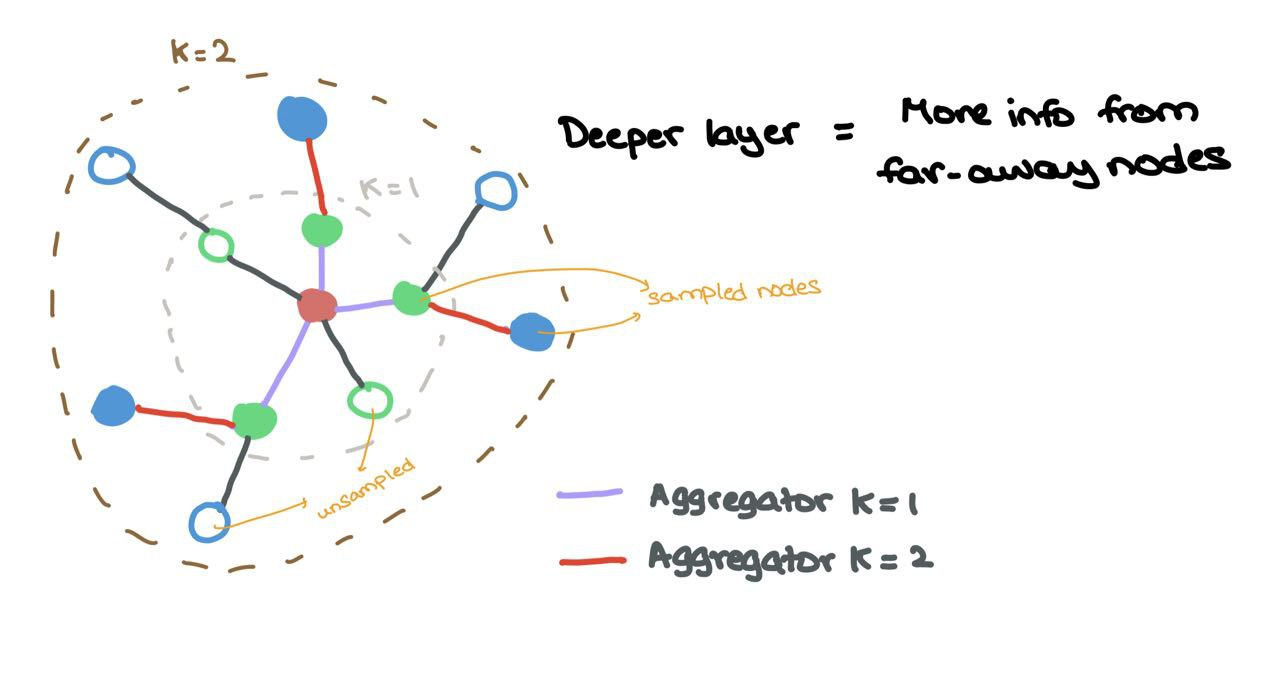 K=2
K=1
Deeper layer = More info from
far-away nodes
sampled nodes
unsampled
Aggregator K=1
Aggregator K=2